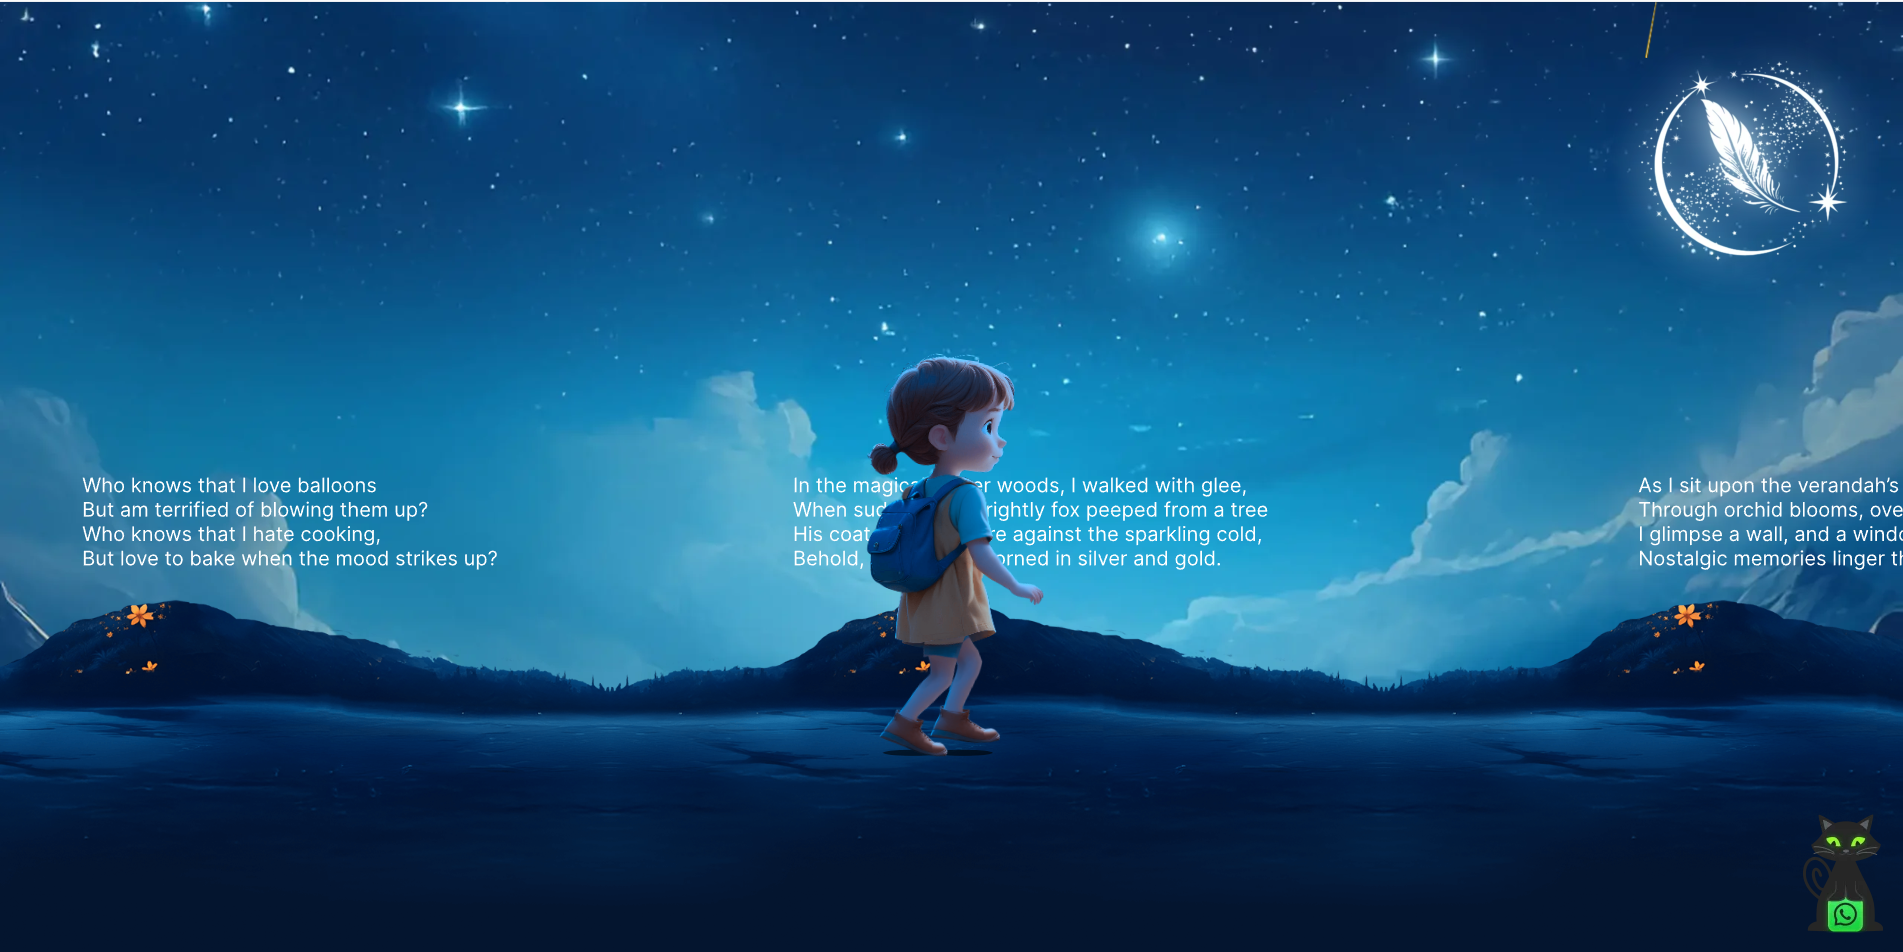 Who knows that I love balloons
But am terrified of blowing them up?
Who knows that I hate cooking,
But love to bake when the mood strikes up?
In the woods, I walked with glee,
When fox peeped from a tree
His coat against the sparkling cold,
Behold, in silver and gold.
As I sit upon the verandah’s
Through orchid blooms,
I glimpse a wall, and a
Nostalgic memories linger